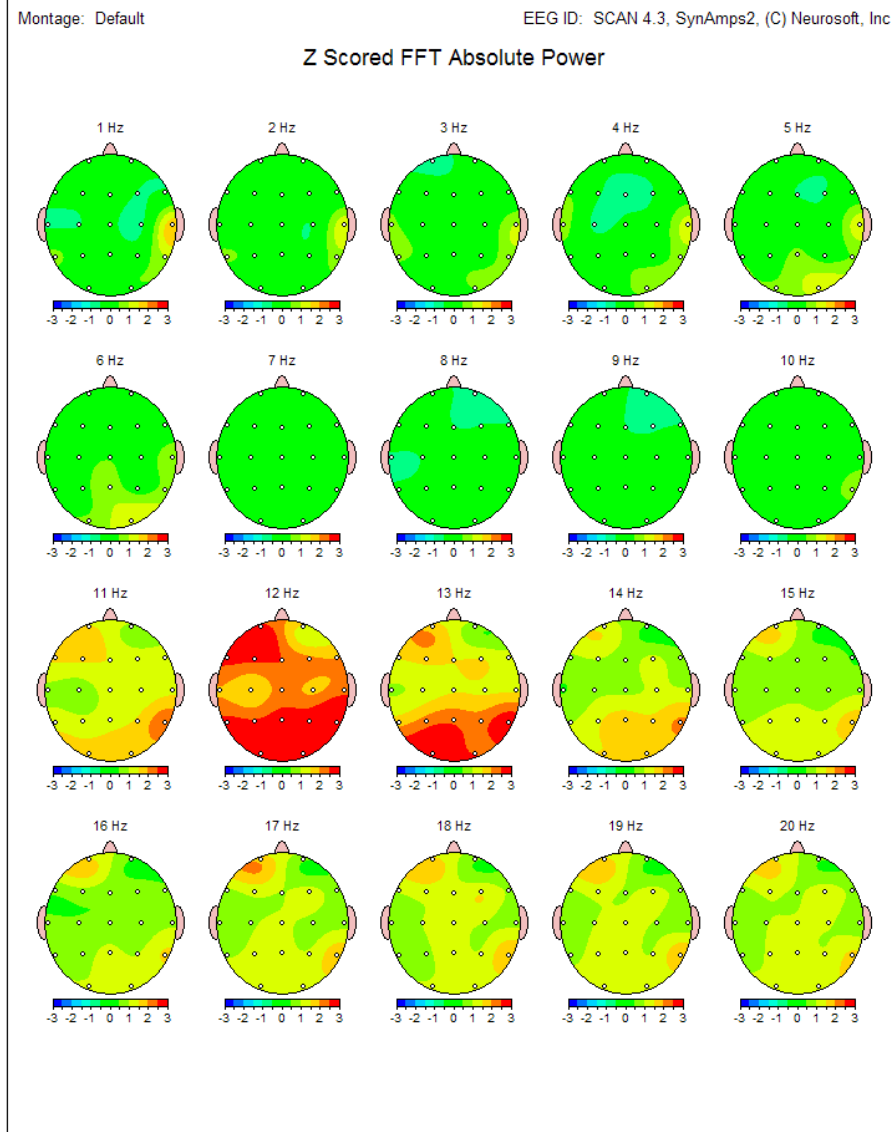 Montage: Default EEG ID: SCAN 4.3, SynAmps2, (C) Neurosoft, Inc
Z Scored FFT Absolute Power
1 Hz 2 Hz 3 Hz 4 Hz 5 Hz
-3 -2 -1 0 1 2 3 -3 -2 -1 0 1 2 3 -3 -2 -1 0 1 2 3 -3 -2 -1 0 1 2 3 -3 -2 -1 0 1 2 3
6 Hz 7 Hz 8 Hz 9 Hz 10 Hz
-3 -2 -1 0 1 2 3 -3 -2 -1 0 1 2 3 -3 -2 -1 0 1 2 3 -3 -2 -1 0 1 2 3 -3 -2 -1 0 1 2 3
11 Hz 12 Hz 13 Hz 14 Hz 15 Hz
-3 -2 -1 0 1 2 3 -3 -2 -1 0 1 2 3 -3 -2 -1 0 1 2 3 -3 -2 -1 0 1 2 3 -3 -2 -1 0 1 2 3
16 Hz 17 Hz 18 Hz 19 Hz 20 Hz
-3 -2 -1 0 1 2 3 -3 -2 -1 0 1 2 3 -3 -2 -1 0 1 2 3 -3 -2 -1 0 1 2 3 -3 -2 -1 0 1 2 3